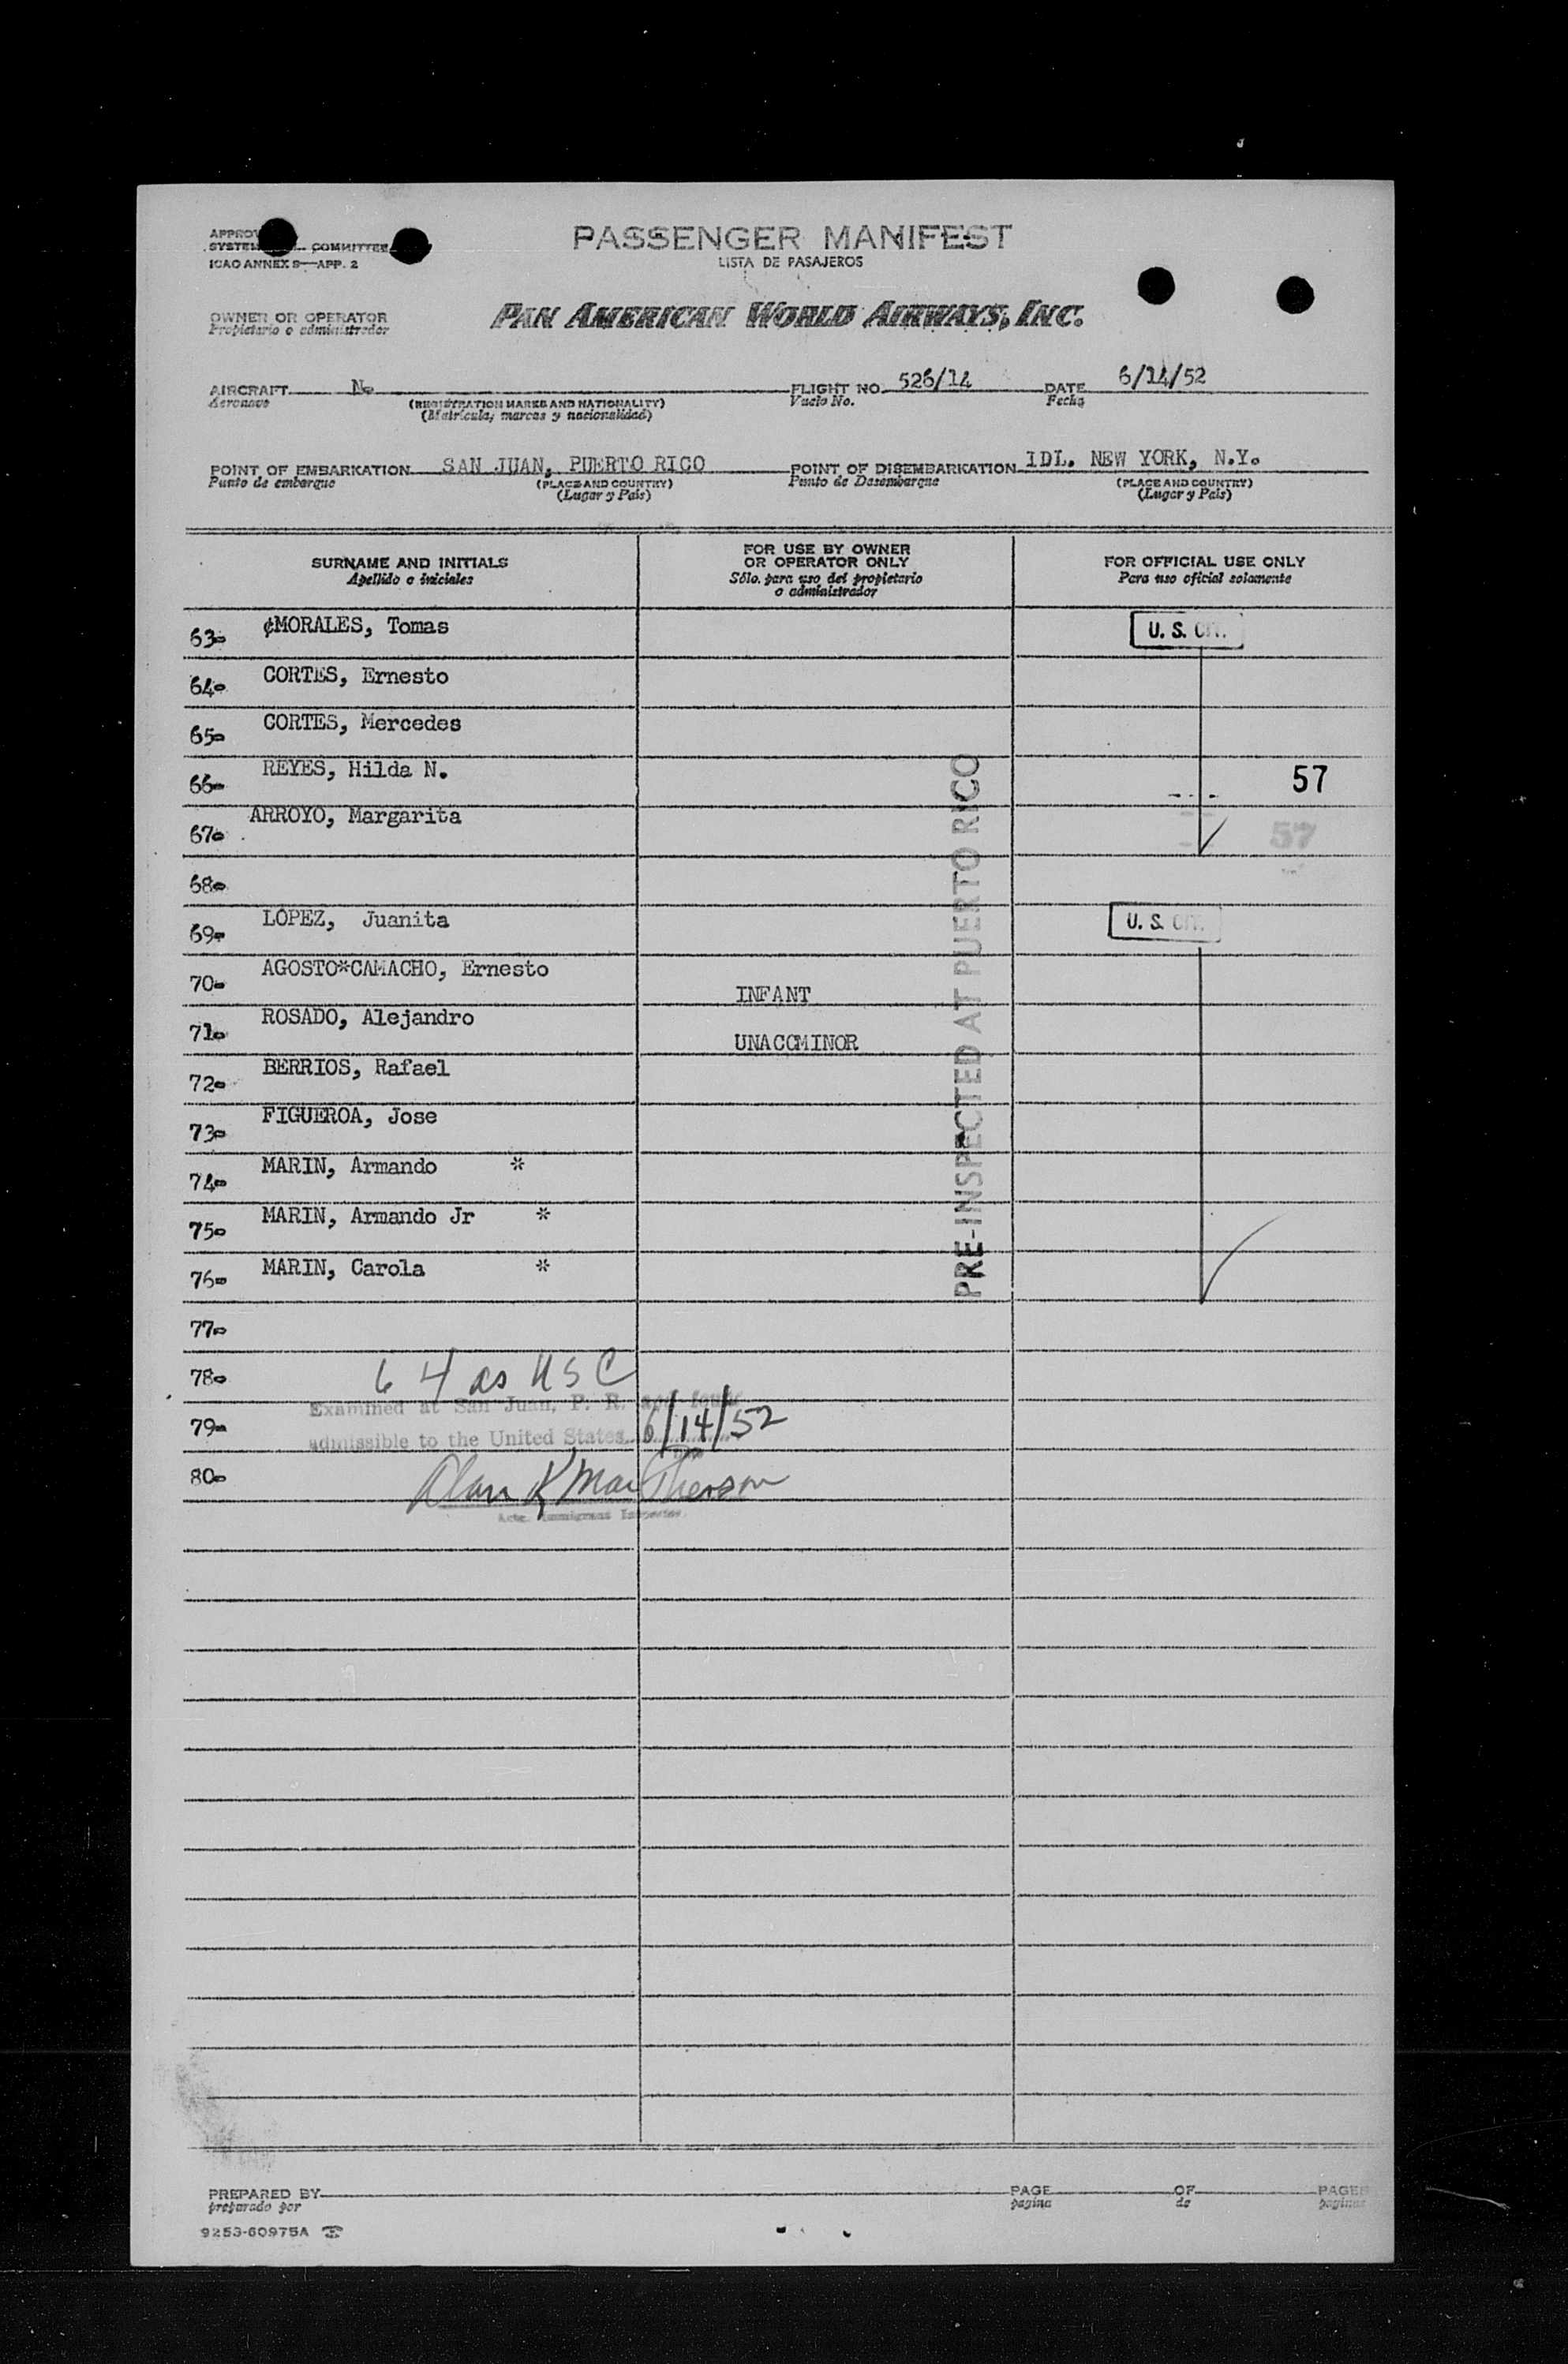 PASSENGER MANIFEST
LISTA DE PASAJEROS
COMMITTEE
ICAO ANNEX 9—APP. 2
OWNER OR OPERATOR
Propietario o administrador
PAN AMERICAN WORLD AIRWAYS, INC.
AIRCRAFT N- FLIGHT NO. 526/14 DATE 6/14/52
Aeronave (REGISTRATION MARKS AND NATIONALITY) Vuelo No. Fecha
(Matrícula, marcas y nacionalidad)
POINT OF EMBARKATION SAN JUAN, PUERTO RICO POINT OF DISEMBARKATION IDL. NEW YORK, N.Y.
Punto de embarque (PLACE AND COUNTRY) Punto de Desembarque (PLACE AND COUNTRY)
(Lugar y País) (Lugar y País)
SURNAME AND INITIALS FOR USE BY OWNER OR OPERATOR ONLY FOR OFFICIAL USE ONLY
Apellido e iniciales Sólo para uso del propietario o administrador Para uso oficial solamente
63- ¢MORALES, Tomas U. S. CIT.
64- CORTES, Ernesto
65- CORTES, Mercedes
66- REYES, Hilda N. 57
67- ARROYO, Margarita 57
68-
69- LOPEZ, Juanita U. S. CIT.
70- AGOSTO*CAMACHO, Ernesto INFANT
71- ROSADO, Alejandro UNACCMINOR
72- BERRIOS, Rafael
73- FIGUEROA, Jose
74- MARIN, Armando *
75- MARIN, Armando Jr *
76- MARIN, Carola *
PRE-INSPECTED AT PUERTO RICO
77-
78- 64 as USC
Examined at San Juan, P. R. and found
79- admissible to the United States 6/14/52
80- Alan K MacPherson
Immigrant Inspector
PREPARED BY PAGE OF PAGES
preparado por pagina de paginas
9253-60975A